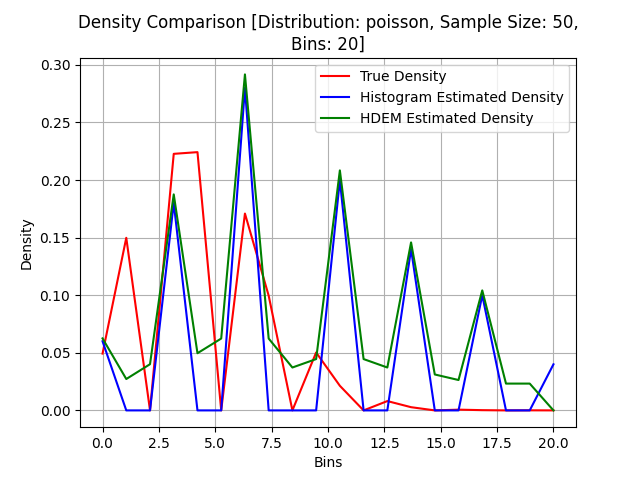 Density Comparison [Distribution: poisson, Sample Size: 50,
Bins: 20]
True Density
Histogram Estimated Density
HDEM Estimated Density
Density
0.30
0.25
0.20
0.15
0.10
0.05
0.00
0.0 2.5 5.0 7.5 10.0 12.5 15.0 17.5 20.0
Bins